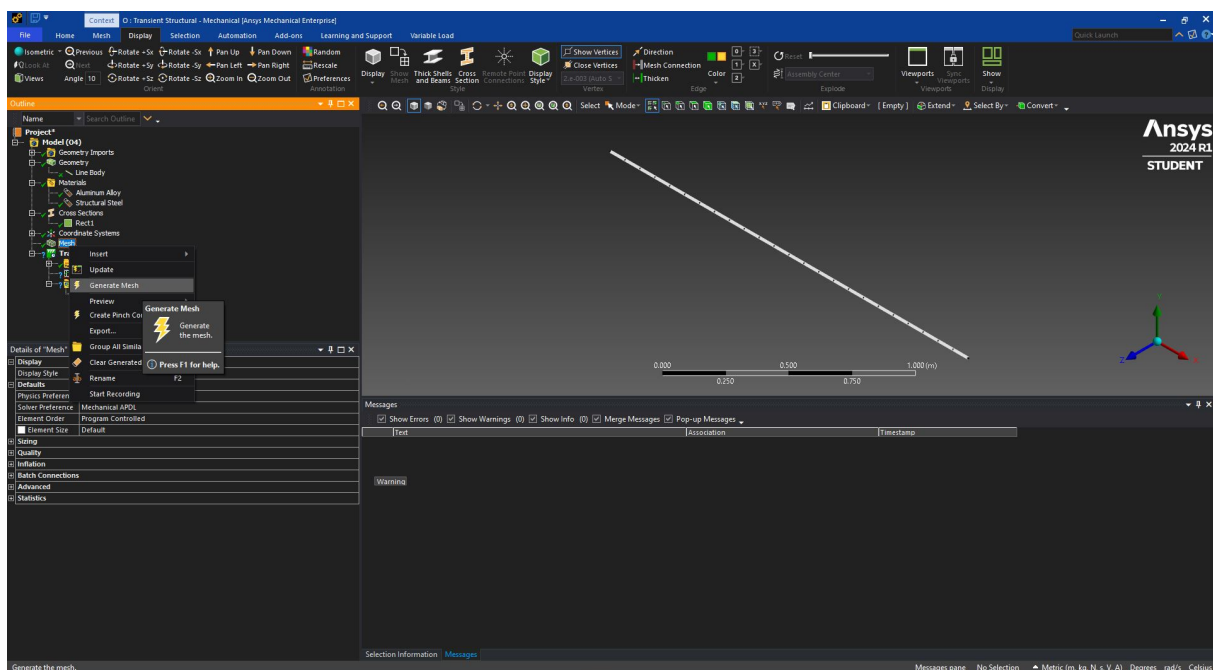 Context O : Transient Structural - Mechanical [Ansys Mechanical Enterprise]
File Home Mesh Display Selection Automation Add-ons Learning and Support Variable Load Quick Launch
Isometric Previous Rotate +Sx Rotate -Sx Pan Up Pan Down Random
Look At Next Rotate +Sy Rotate -Sy Pan Left Pan Right Rescale
Views Angle 10 Rotate +Sz Rotate -Sz Zoom In Zoom Out Preferences
Orient Annotation
Display Show Mesh Thick Shells and Beams Cross Section Remote Point Connections Display Style
Style
Show Vertices
Close Vertices
2.e-003 (Auto S
Vertex
Direction
Mesh Connection
Thicken
Color
0 3
1 X
2
Edge
Reset
Assembly Center
Explode
Viewports Sync Viewports
Viewports
Show
Display
Outline
Name Search Outline
Project*
Model (O4)
Geometry Imports
Geometry
Line Body
Materials
Aluminum Alloy
Structural Steel
Cross Sections
Rect1
Coordinate Systems
Mesh
Tra
Insert
Update
Generate Mesh
Preview
Create Pinch Co
Export...
Group All Simila
Clear Generated
Rename F2
Start Recording
Generate Mesh
Generate the mesh.
Press F1 for help.
Select Mode Clipboard [ Empty ] Extend Select By Convert
Ansys
2024 R1
STUDENT
Y
Z X
0.000 0.500 1.000 (m)
0.250 0.750
Details of "Mesh"
Display
Display Style
Defaults
Physics Preferen
Solver Preference Mechanical APDL
Element Order Program Controlled
Element Size Default
Sizing
Quality
Inflation
Batch Connections
Advanced
Statistics
Messages
Show Errors (0) Show Warnings (0) Show Info (0) Merge Messages Pop-up Messages
Text Association Timestamp
Warning
Selection Information Messages
Generate the mesh. Messages pane No Selection Metric (m, kg, N, s, V, A) Degrees rad/s Celsius